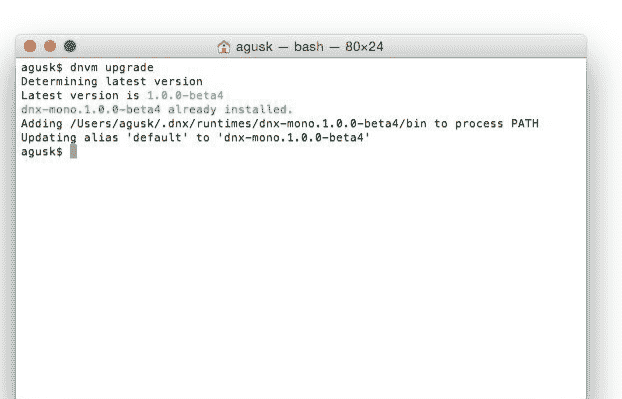 agusk — bash — 80×24
agusk$ dnvm upgrade
Determining latest version
Latest version is 1.0.0-beta4
dnx-mono.1.0.0-beta4 already installed.
Adding /Users/agusk/.dnx/runtimes/dnx-mono.1.0.0-beta4/bin to process PATH
Updating alias 'default' to 'dnx-mono.1.0.0-beta4'
agusk$